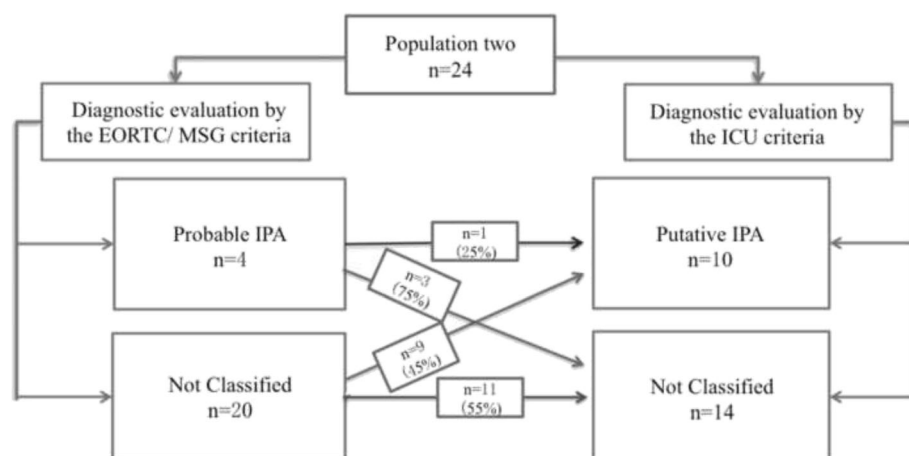 Population two
n=24
Diagnostic evaluation by
the EORTC/ MSG criteria
Diagnostic evaluation by
the ICU criteria
Probable IPA
n=4
n=1
(25%)
Putative IPA
n=10
n=3
(75%)
n=9
(45%)
Not Classified
n=20
n=11
(55%)
Not Classified
n=14